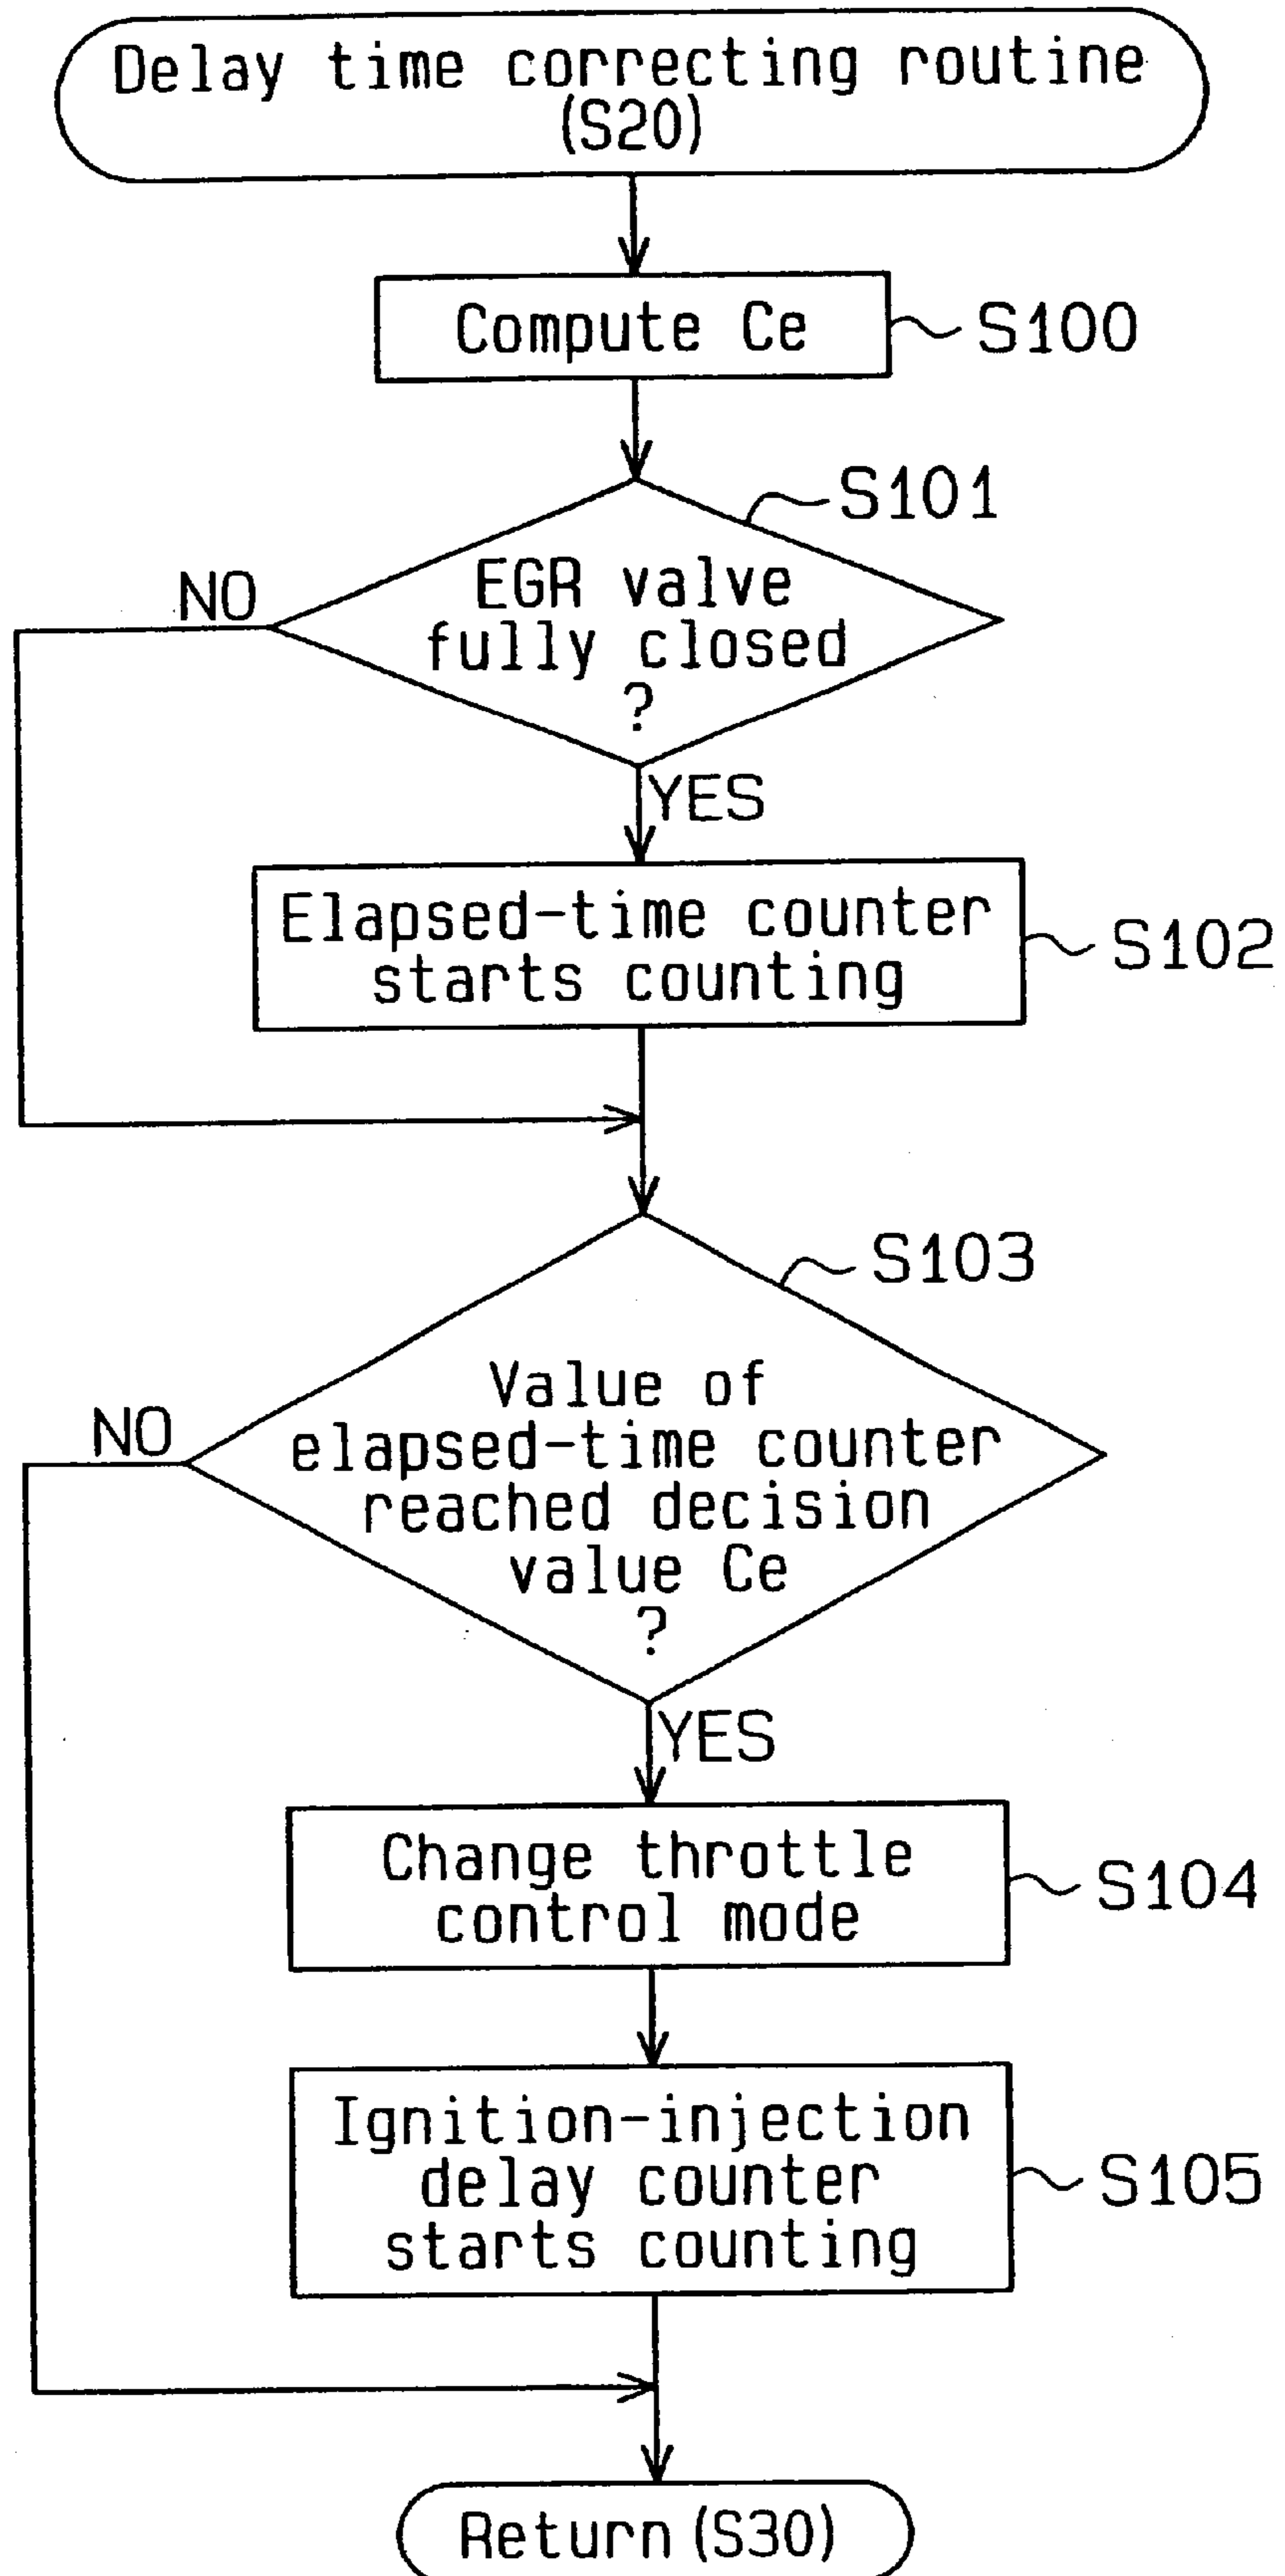 Delay time correcting routine
(S20)
Compute Ce
S100
S101
EGR valve
fully closed
?
NO
YES
Elapsed-time counter
starts counting
S102
S103
Value of
elapsed-time counter
reached decision
value Ce
?
NO
YES
Change throttle
control mode
S104
Ignition-injection
delay counter
starts counting
S105
Return (S30)